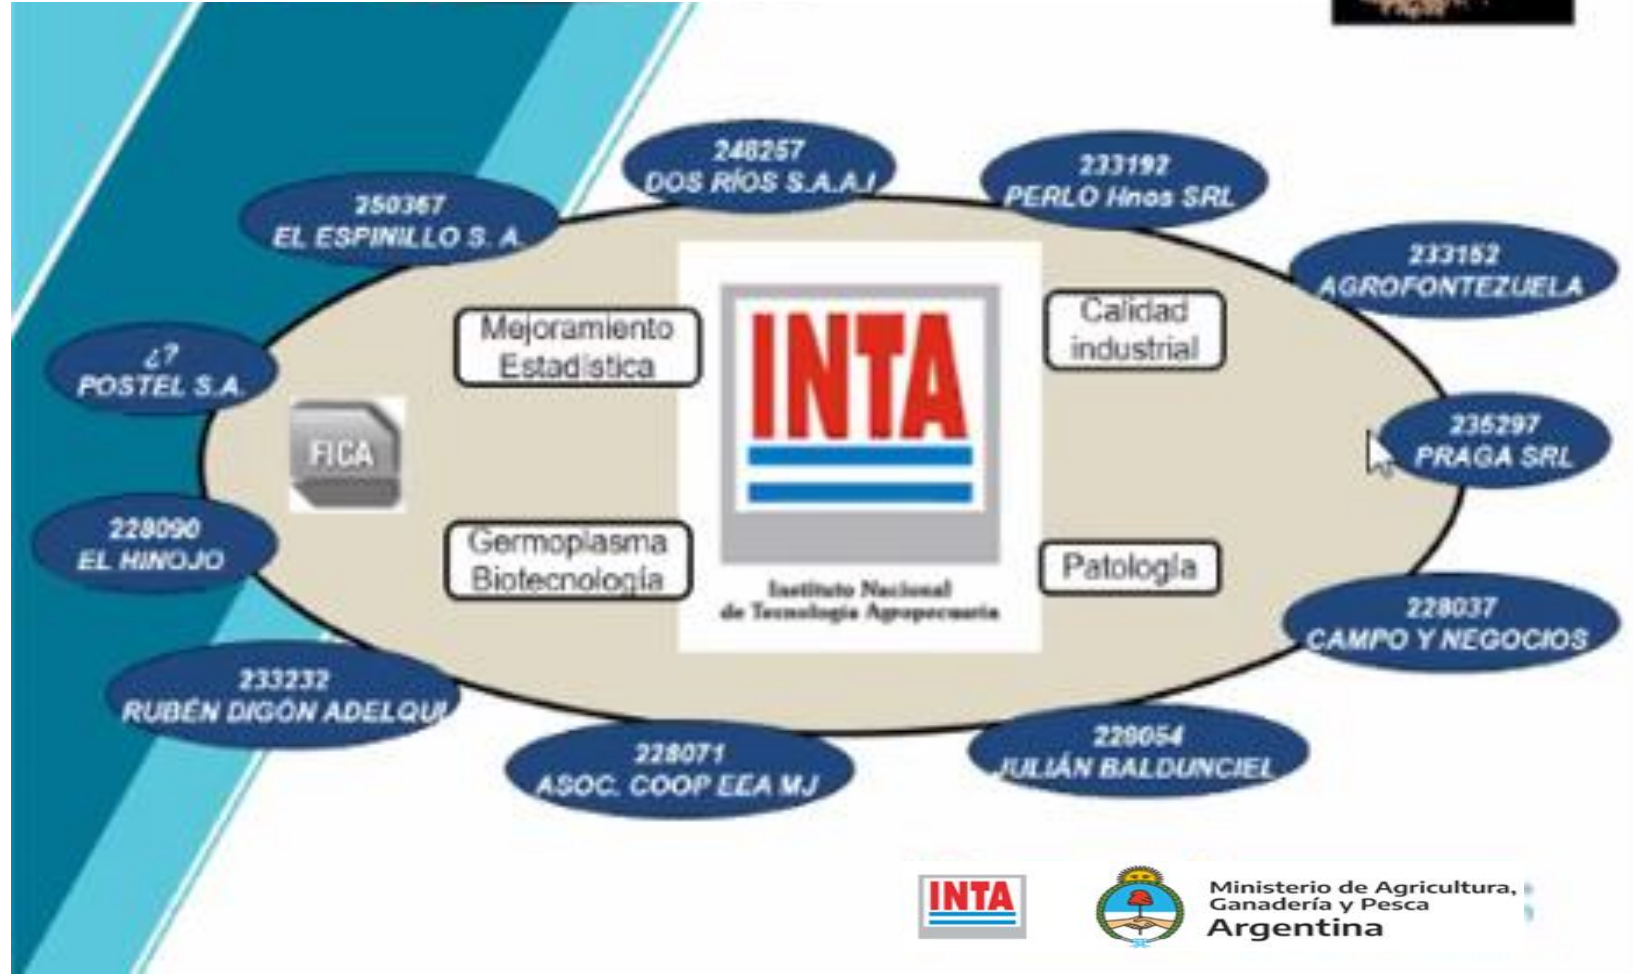 248257
DOS RÍOS S.A.A.I
233192
PERLO Hnos SRL
250367
EL ESPINILLO S. A.
233152
AGROFONTEZUELA
Mejoramiento
Estadística
INTA
Calidad
industrial
¿?
POSTEL S.A.
FICA
235297
PRAGA SRL
228090
EL HINOJO
Germoplasma
Biotecnología
Patología
Instituto Nacional
de Tecnología Agropecuaria
228037
CAMPO Y NEGOCIOS
233232
RUBÉN DIGÓN ADELQUI
228071
ASOC. COOP EEA MJ
228054
JULIÁN BALDUNCIEL
INTA
Ministerio de Agricultura,
Ganadería y Pesca
Argentina